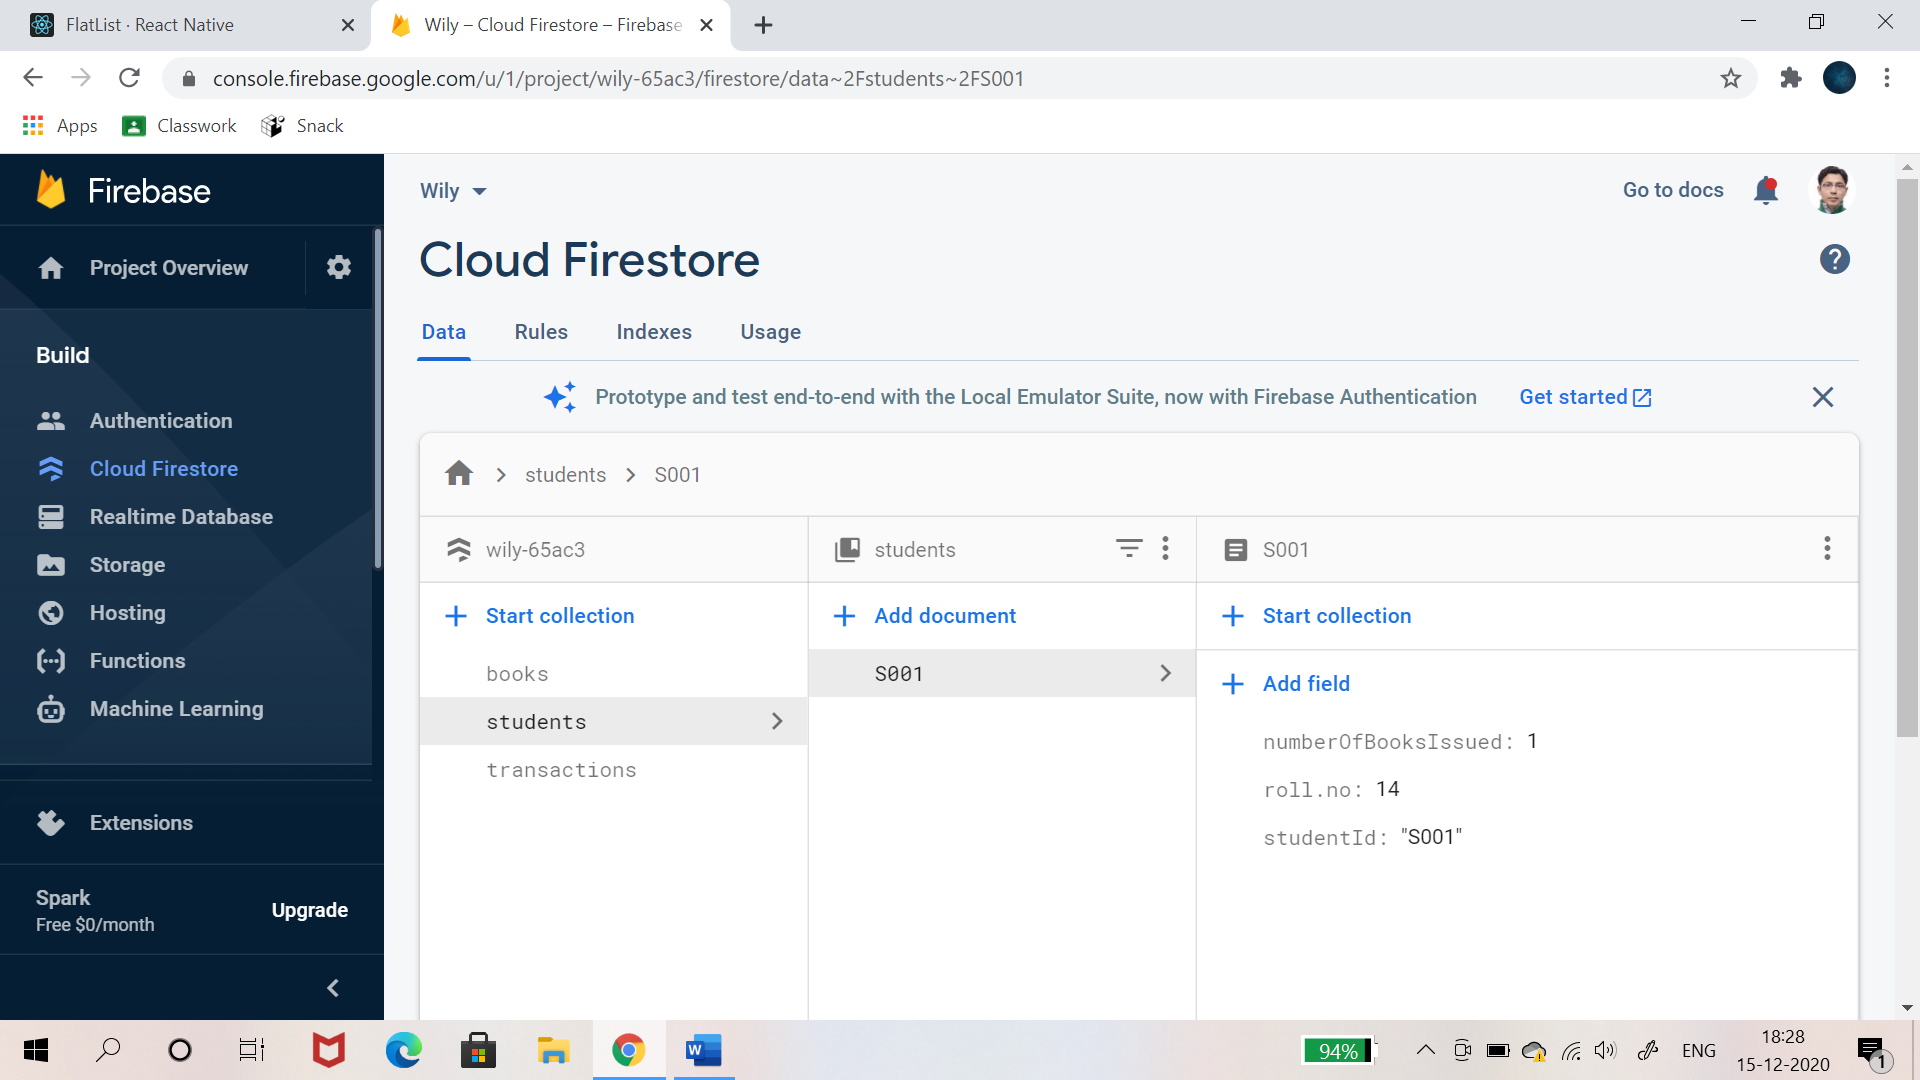 FlatList · React Native
Wily – Cloud Firestore – Firebase
console.firebase.google.com/u/1/project/wily-65ac3/firestore/data~2Fstudents~2FS001
Apps
Classwork
Snack
Firebase
Wily
Go to docs
Project Overview
Cloud Firestore
?
Data
Rules
Indexes
Usage
Build
Prototype and test end-to-end with the Local Emulator Suite, now with Firebase Authentication
Get started
Authentication
Cloud Firestore
Realtime Database
Storage
Hosting
Functions
Machine Learning
Extensions
Spark
Free $0/month
Upgrade
students
S001
wily-65ac3
students
S001
Start collection
Add document
Start collection
books
students
transactions
S001
Add field
numberOfBooksIssued: 1
roll.no: 14
studentId: "S001"
W
94%
ENG
18:28
15-12-2020
1